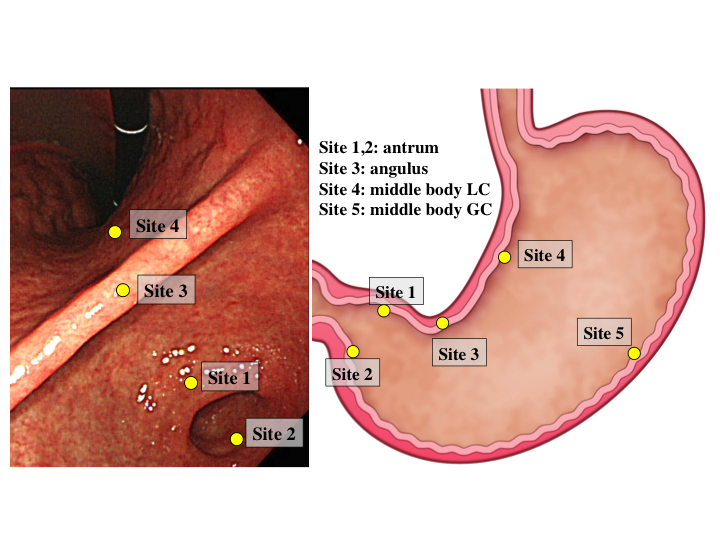 Site 1,2: antrum
Site 3: angulus
Site 4: middle body LC
Site 5: middle body GC
Site 4
Site 3
Site 1
Site 2
Site 4
Site 1
Site 3
Site 5
Site 2